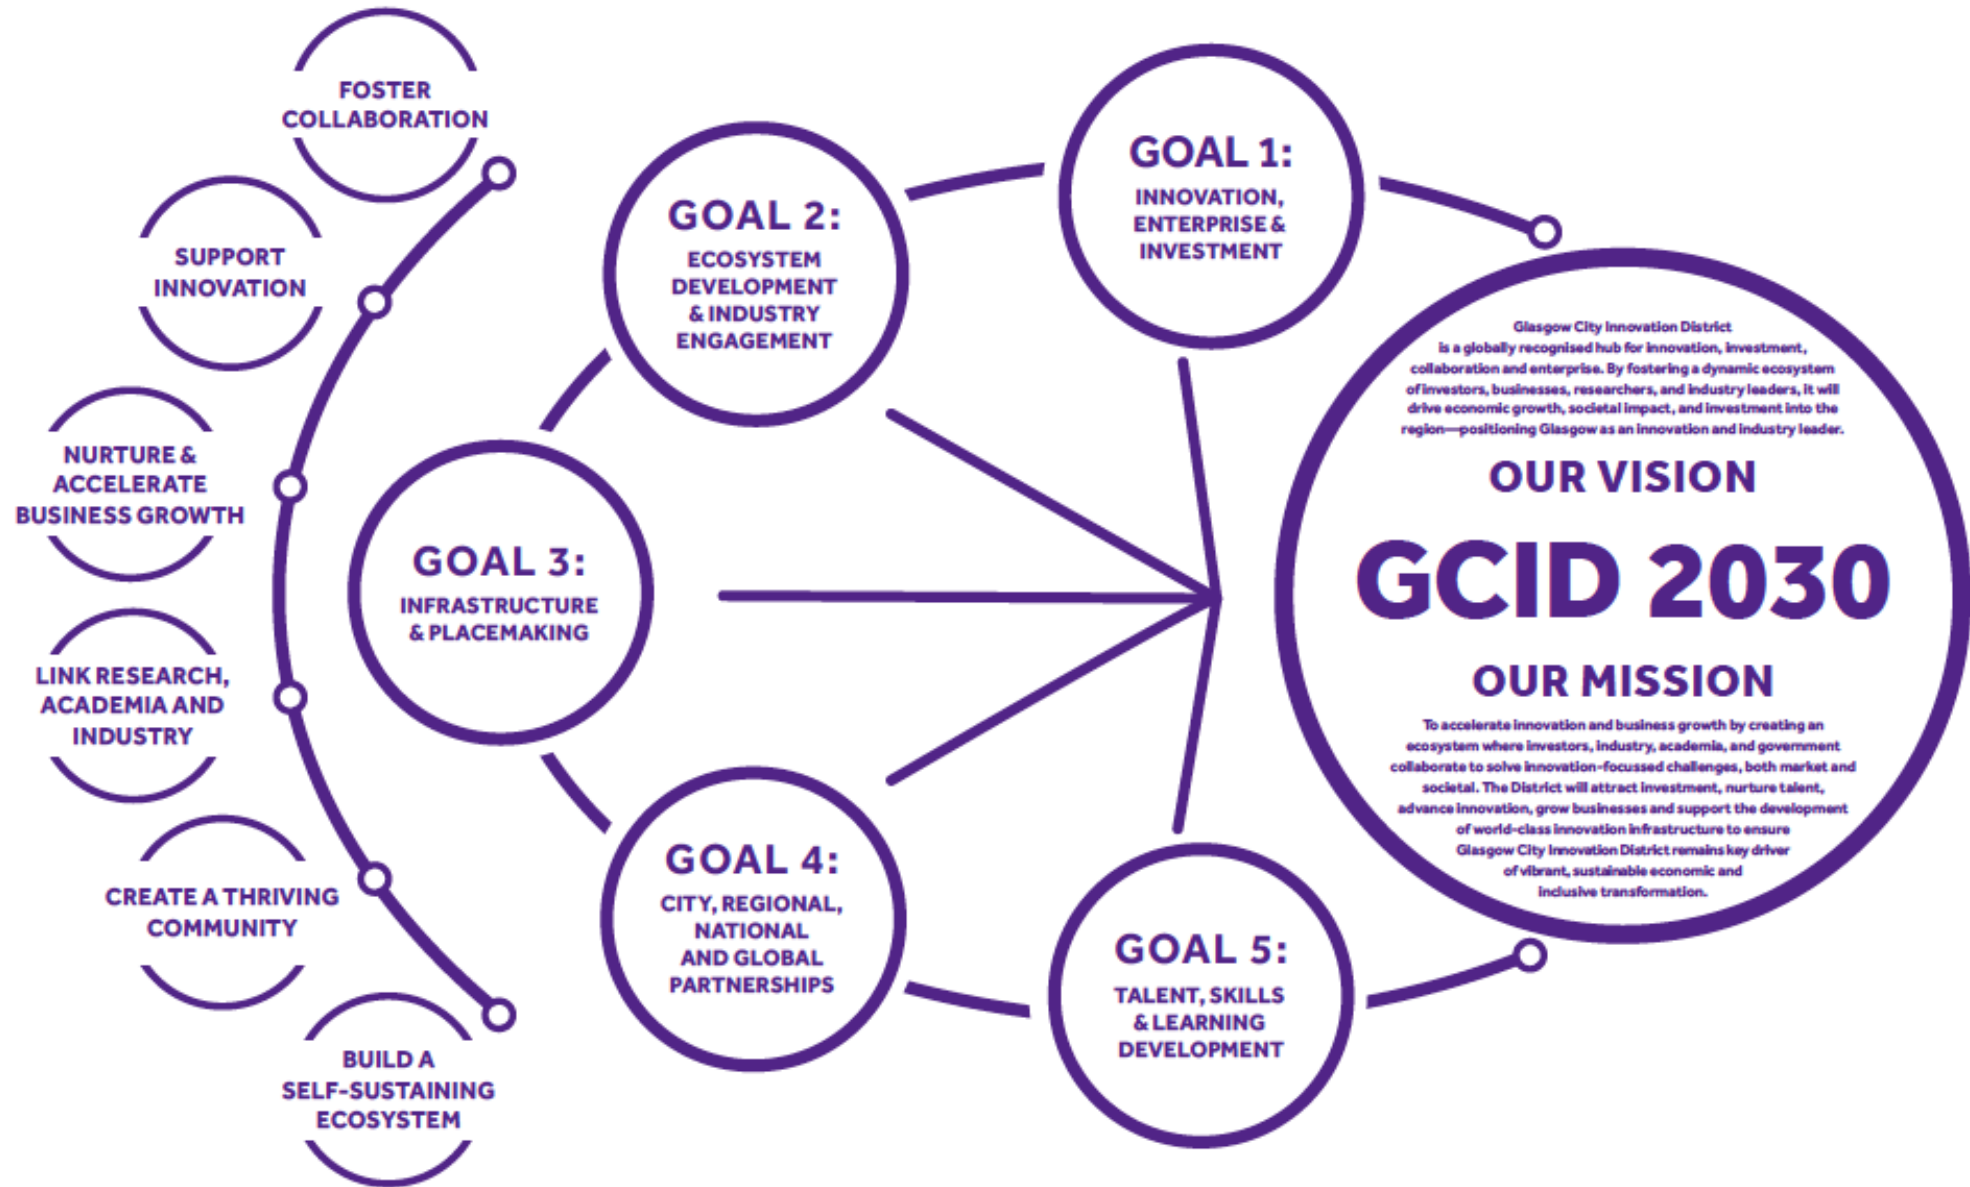 FOSTER
COLLABORATION
SUPPORT
INNOVATION
NURTURE &
ACCELERATE
BUSINESS GROWTH
LINK RESEARCH,
ACADEMIA AND
INDUSTRY
CREATE A THRIVING
COMMUNITY
BUILD A
SELF-SUSTAINING
ECOSYSTEM
GOAL 1:
INNOVATION,
ENTERPRISE &
INVESTMENT
GOAL 2:
ECOSYSTEM
DEVELOPMENT
& INDUSTRY
ENGAGEMENT
GOAL 3:
INFRASTRUCTURE
& PLACEMAKING
GOAL 4:
CITY, REGIONAL,
NATIONAL
AND GLOBAL
PARTNERSHIPS
GOAL 5:
TALENT, SKILLS
& LEARNING
DEVELOPMENT
Glasgow City Innovation District
is a globally recognised hub for innovation, investment,
collaboration and enterprise. By fostering a dynamic ecosystem
of investors, businesses, researchers, and industry leaders, it will
drive economic growth, societal impact, and investment into the
region—positioning Glasgow as an innovation and industry leader.
OUR VISION
GCID 2030
OUR MISSION
To accelerate innovation and business growth by creating an
ecosystem where investors, industry, academia, and government
collaborate to solve innovation-focussed challenges, both market and
societal. The District will attract investment, nurture talent,
advance innovation, grow businesses and support the development
of world-class innovation infrastructure to ensure
Glasgow City Innovation District remains key driver
of vibrant, sustainable economic and
inclusive transformation.